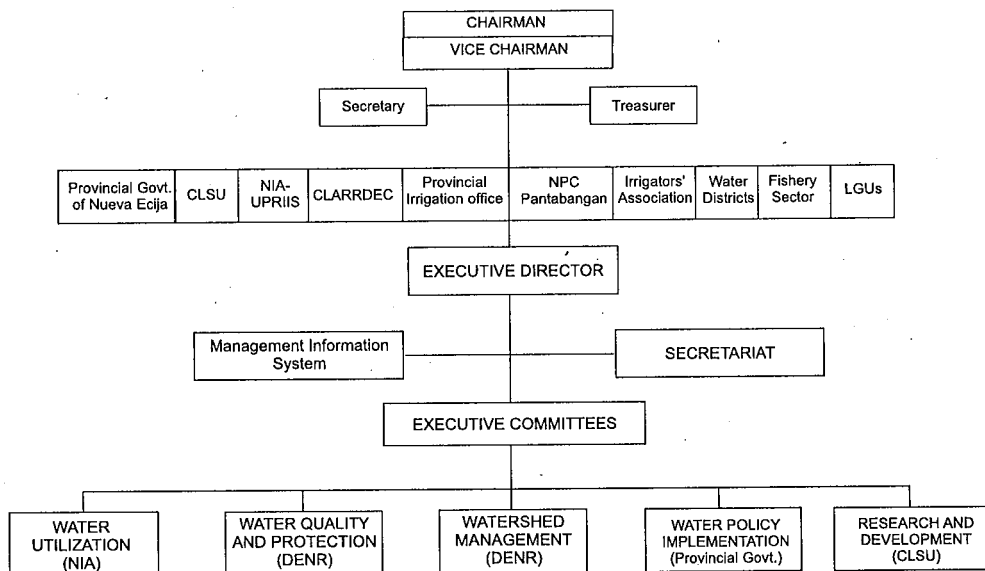 CHAIRMAN
VICE CHAIRMAN
Secretary
Treasurer
Provincial Govt.
of Nueva Ecija
CLSU
NIA-
UPRIIS
CLARRDEC
Provincial
Irrigation office
NPC
Pantabangan
Irrigators'
Association
Water
Districts
Fishery
Sector
LGUs
EXECUTIVE DIRECTOR
Management Information
System
SECRETARIAT
EXECUTIVE COMMITTEES
WATER
UTILIZATION
(NIA)
WATER QUALITY
AND PROTECTION
(DENR)
WATERSHED
MANAGEMENT
(DENR)
WATER POLICY
IMPLEMENTATION
(Provincial Govt.)
RESEARCH AND
DEVELOPMENT
(CLSU)